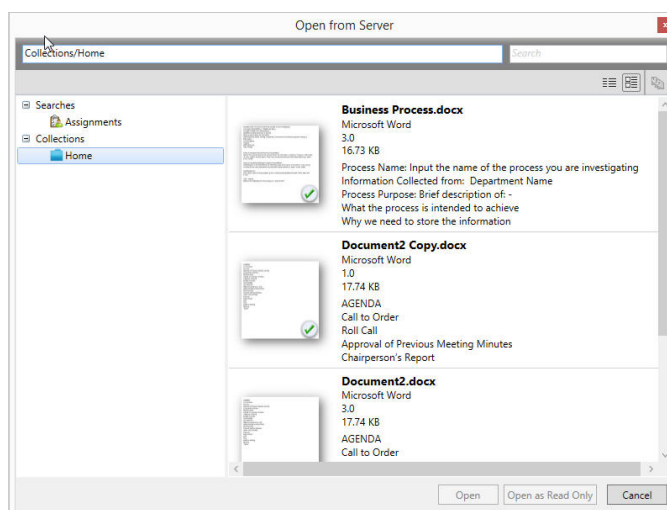 Open from Server
Collections/Home
Search
Searches
Assignments
Collections
Home
Business Process.docx
Microsoft Word
3.0
16.73 KB
Process Name: Input the name of the process you are investigating
Information Collected from: Department Name
Process Purpose: Brief description of: -
What the process is intended to achieve
Why we need to store the information
Document2 Copy.docx
Microsoft Word
1.0
17.74 KB
AGENDA
Call to Order
Roll Call
Approval of Previous Meeting Minutes
Chairperson's Report
Document2.docx
Microsoft Word
3.0
17.74 KB
AGENDA
Call to Order
Open
Open as Read Only
Cancel